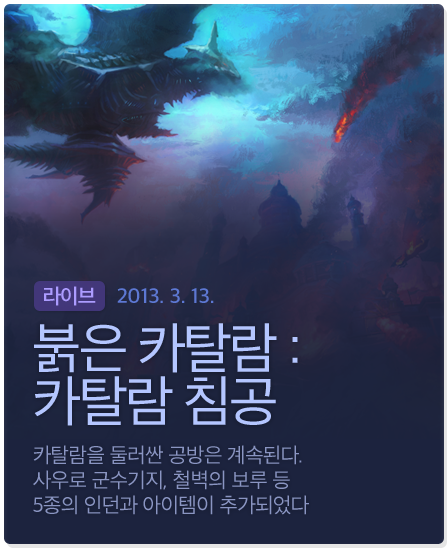 라이브 2013. 3. 13.
붉은 카탈람 :
카탈람 침공
카탈람을 둘러싼 공방은 계속된다.
사우로 군수기지, 철벽의 보루 등
5종의 인던과 아이템이 추가되었다